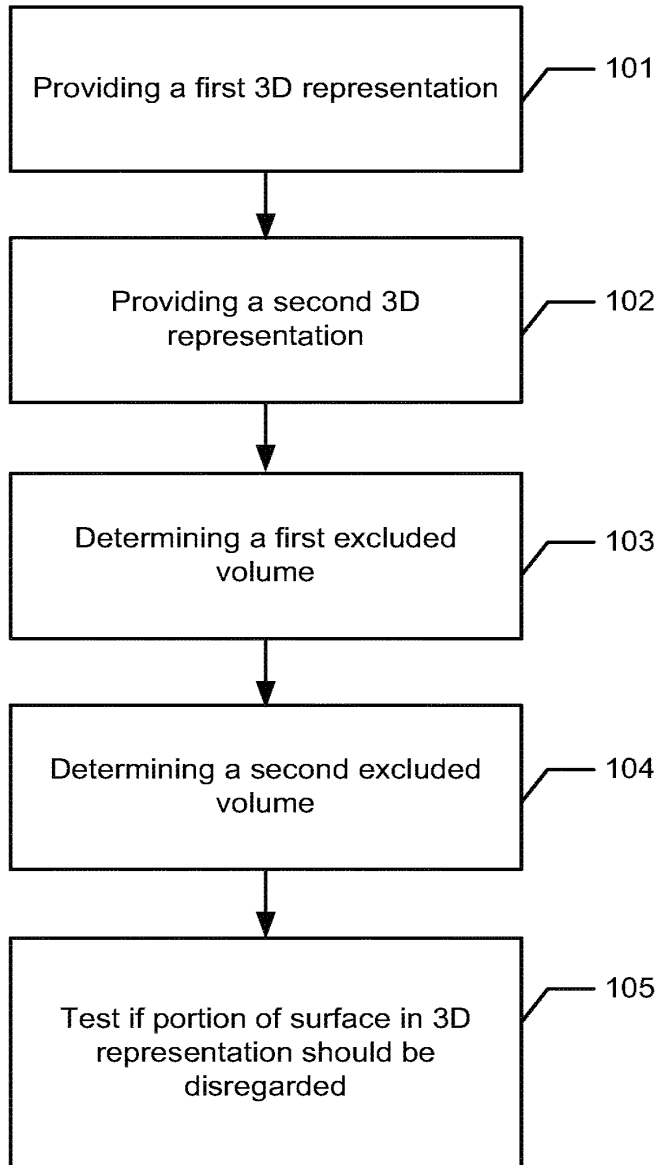 Providing a first 3D representation
101
Providing a second 3D
representation
102
Determining a first excluded
volume
103
Determining a second excluded
volume
104
Test if portion of surface in 3D
representation should be
disregarded
105